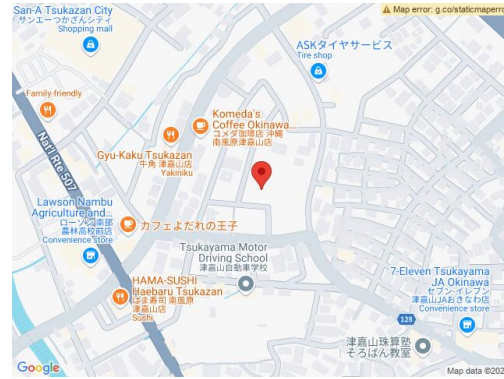 Map error: g.co/staticmaperro
San-A Tsukazan City
サンエーつかざんシティ
Shopping mall
ASKタイヤサービス
Tire shop
Family-friendly
Komeda's
Coffee Okinawa...
コメダ珈琲店 沖縄
南風原津嘉山店
Gyu-Kaku Tsukazan
牛角 津嘉山店
Yakiniku
Nat'l Rte 507
Lawson Nambu
Agriculture and...
ローソン 南部
農林高校前店
Convenience store
カフェよだれの王子
Tsukayama Motor
Driving School
津嘉山自動車学校
HAMA-SUSHI
Haebaru Tsukazan
はま寿司 南風原
津嘉山店
Sushi
7-Eleven Tsukayama
JA Okinawa
セブン-イレブン
津嘉山JAおきなわ店
Convenience store
128
津嘉山珠算塾
そろばん教室
Google
Map data ©202